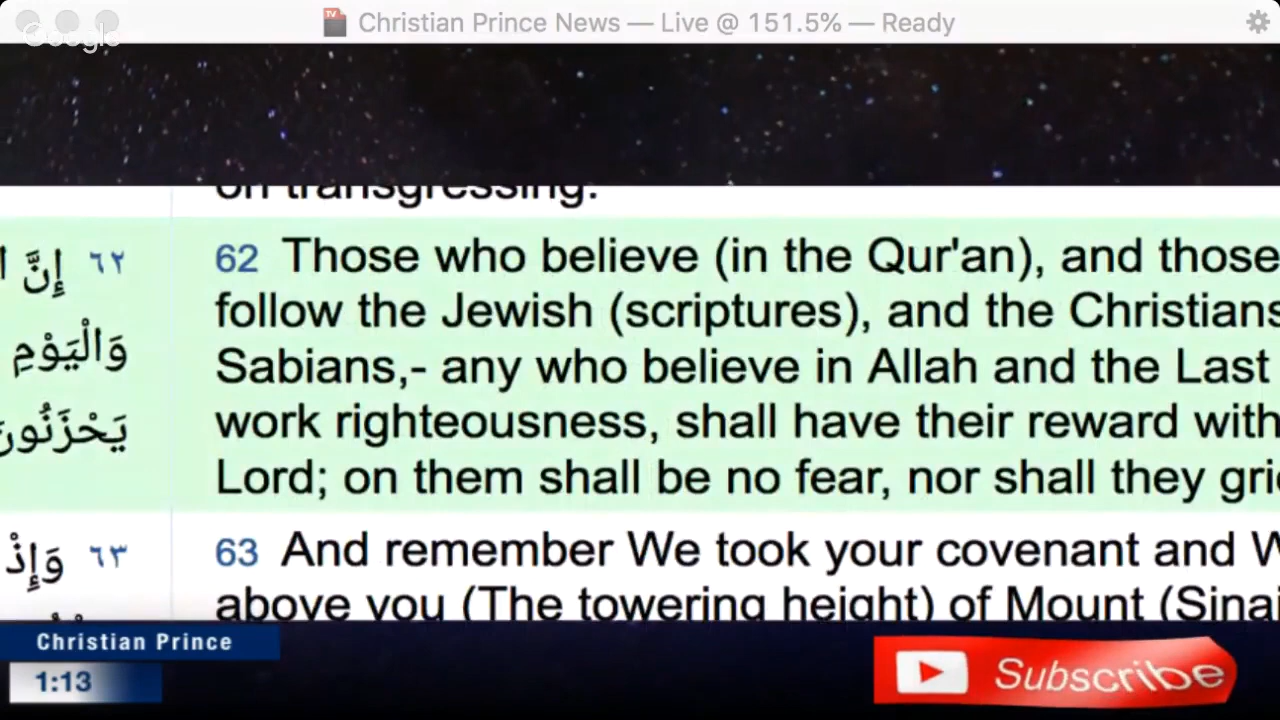 Christian Prince News — Live @ 151.5% — Ready
Google
on transgressing.
62 Those who believe (in the Qur'an), and those
follow the Jewish (scriptures), and the Christians
Sabians,- any who believe in Allah and the Last
work righteousness, shall have their reward with
Lord; on them shall be no fear, nor shall they gri
٦٢ إِنَّ ا
وَالْيَوْمِ
يَحْزَنُونَ
63 And remember We took your covenant and W
above you (The towering height) of Mount (Sinai
٦٣ وَإِذْ
Christian Prince
1:13
Subscribe